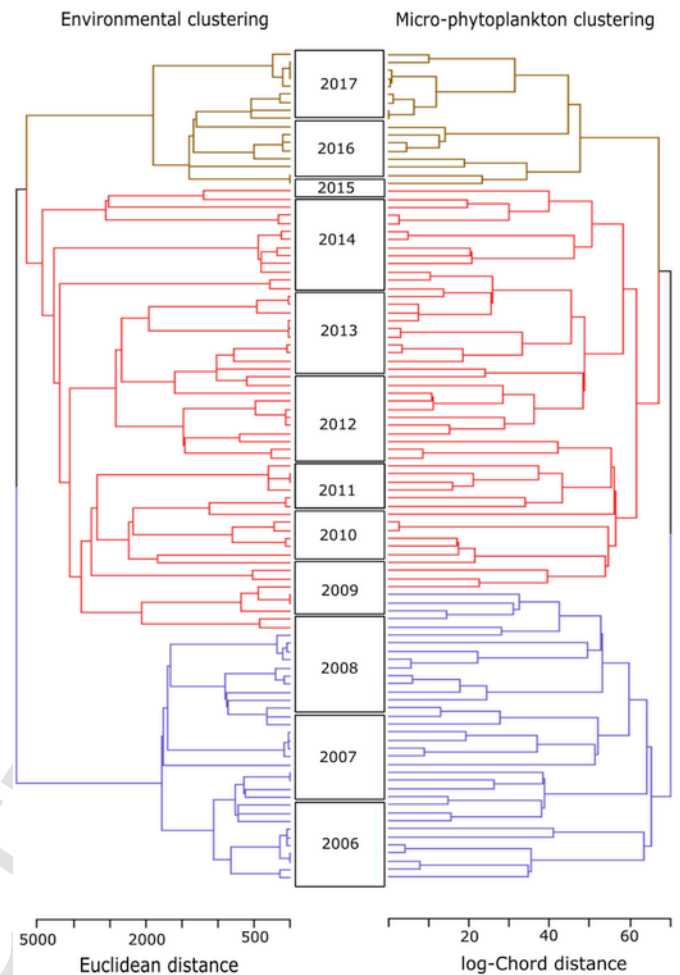 Environmental clustering
Micro-phytoplankton clustering
2017
2016
2015
2014
2013
2012
2011
2010
2009
2008
2007
2006
5000 2000 500
20 40 60
Euclidean distance
log-Chord distance